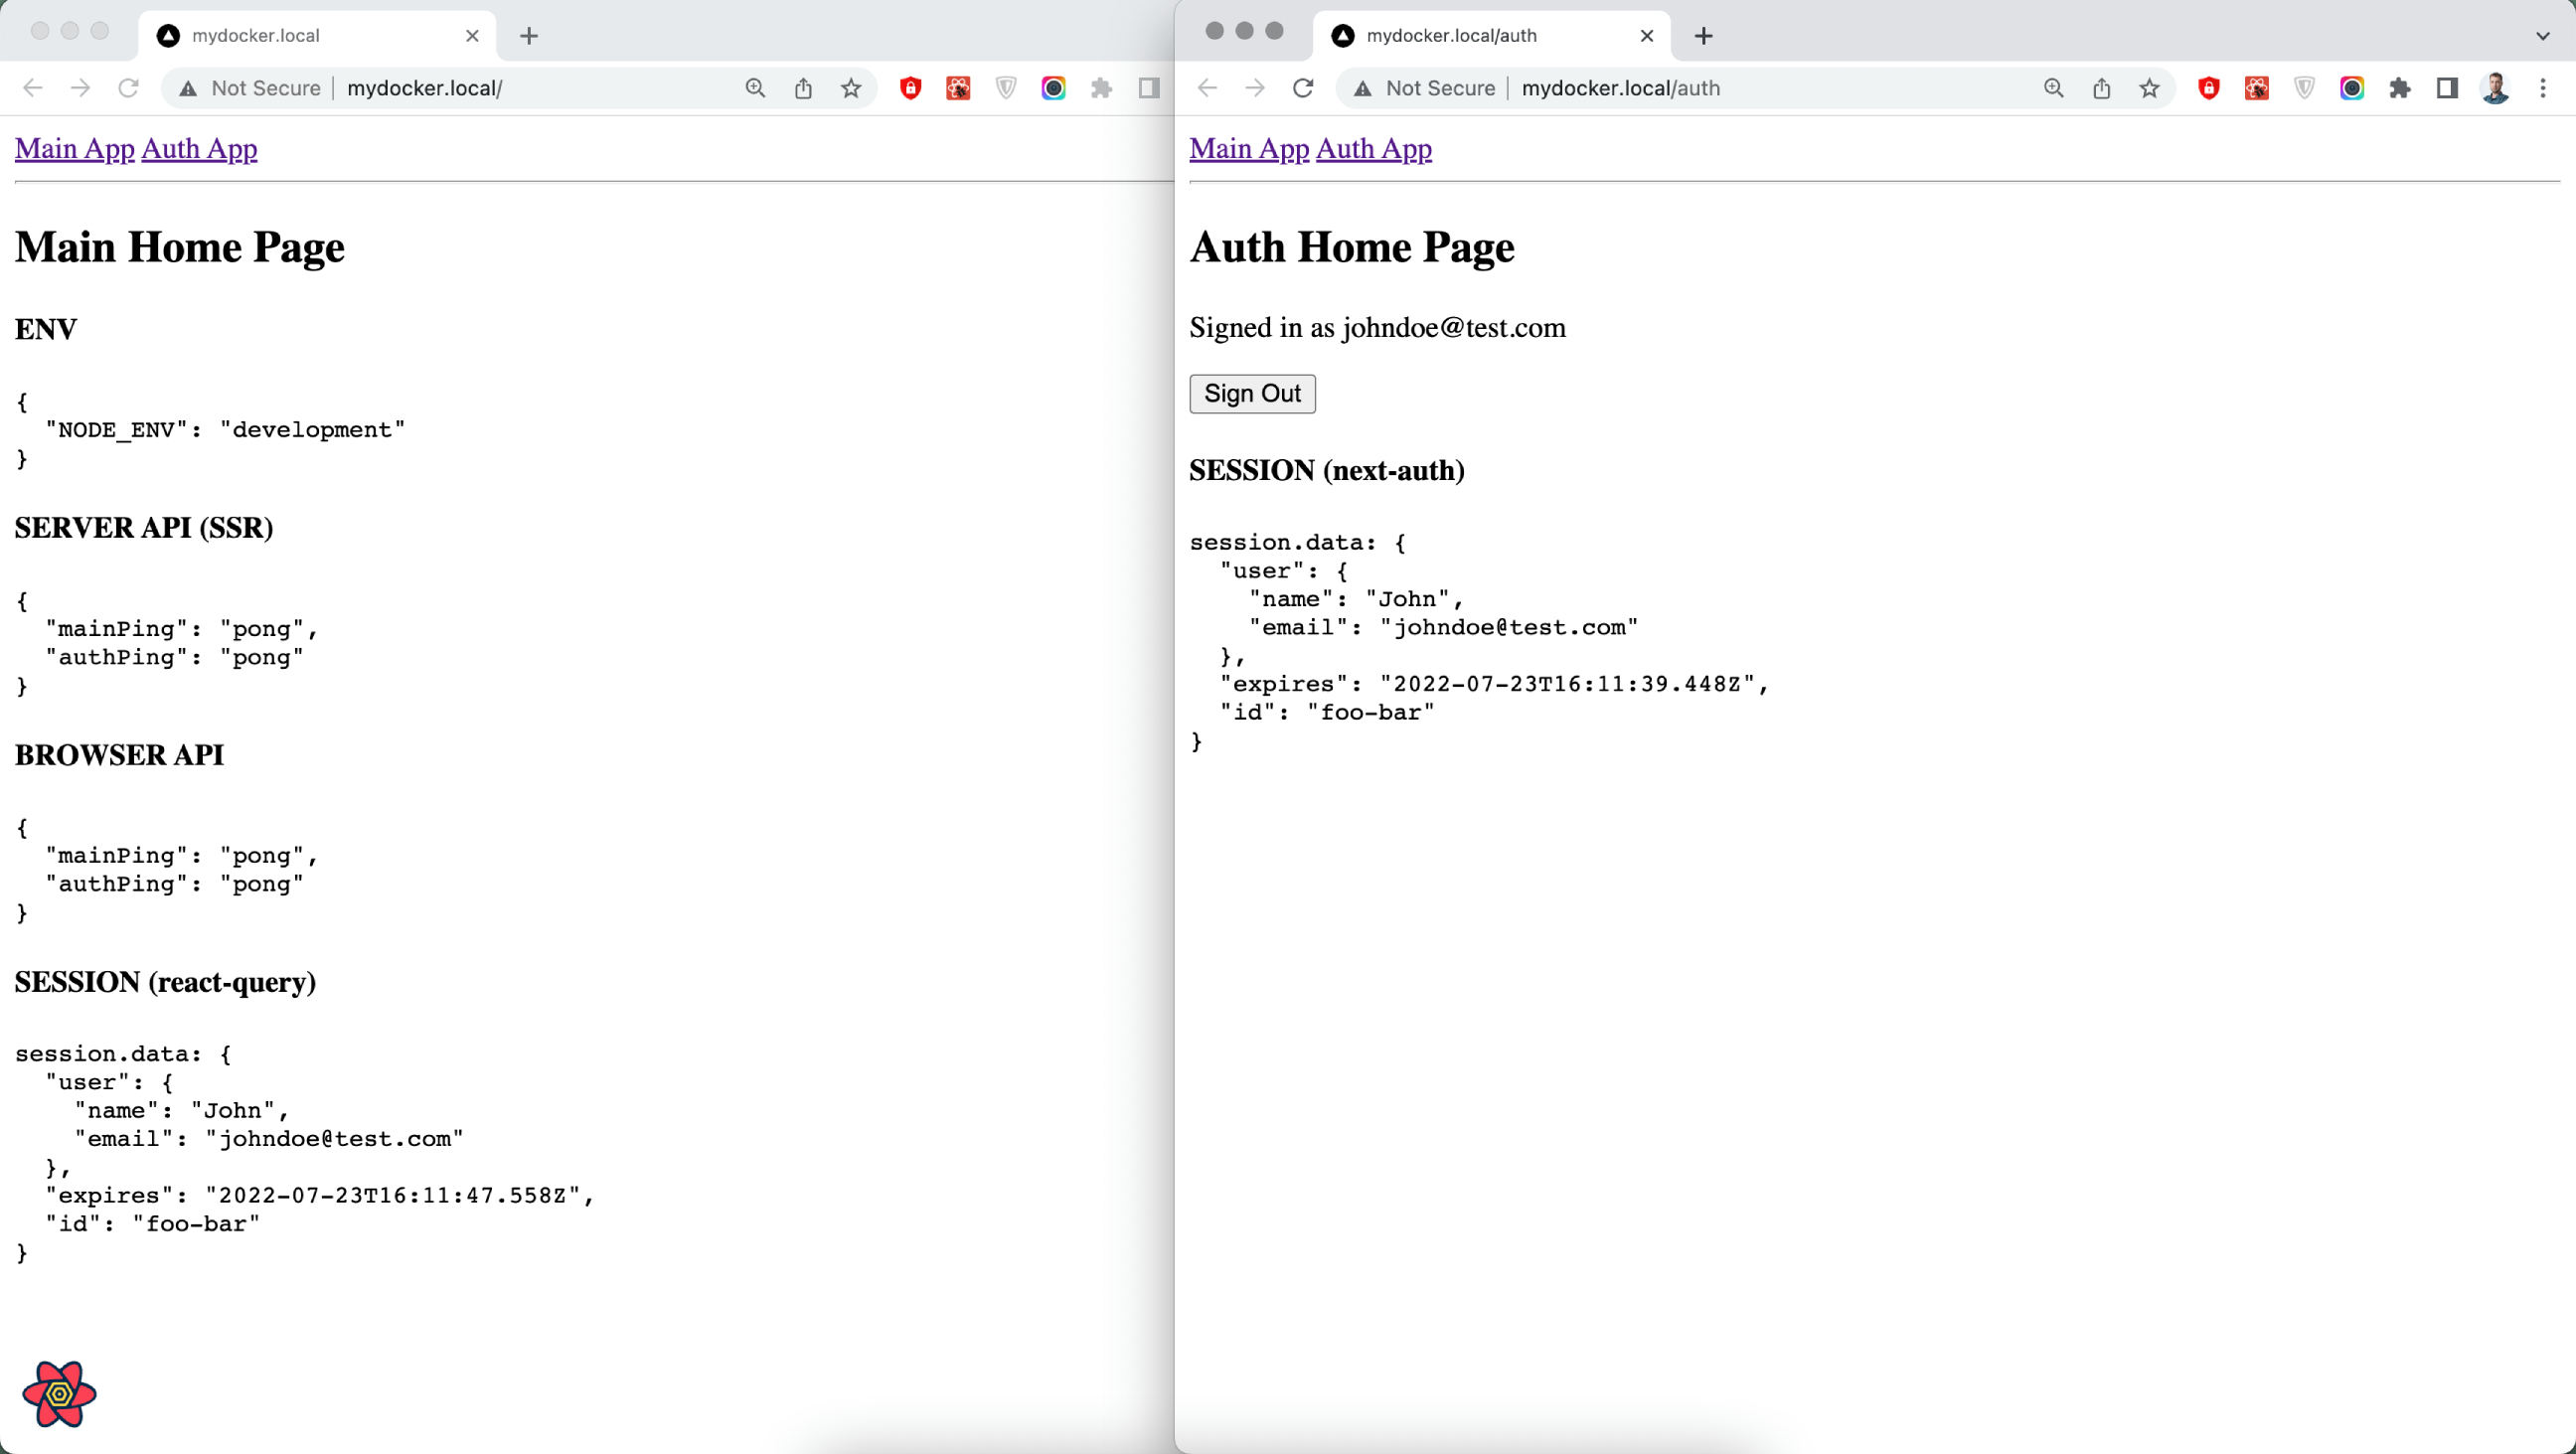 mydocker.local
Not Secure | mydocker.local/
Main App Auth App
Main Home Page
ENV
{
  "NODE_ENV": "development"
}
SERVER API (SSR)
{
  "mainPing": "pong",
  "authPing": "pong"
}
BROWSER API
{
  "mainPing": "pong",
  "authPing": "pong"
}
SESSION (react-query)
session.data: {
  "user": {
    "name": "John",
    "email": "johndoe@test.com"
  },
  "expires": "2022-07-23T16:11:47.558Z",
  "id": "foo-bar"
}
mydocker.local/auth
Not Secure | mydocker.local/auth
Main App Auth App
Auth Home Page
Signed in as johndoe@test.com
Sign Out
SESSION (next-auth)
session.data: {
  "user": {
    "name": "John",
    "email": "johndoe@test.com"
  },
  "expires": "2022-07-23T16:11:39.448Z",
  "id": "foo-bar"
}